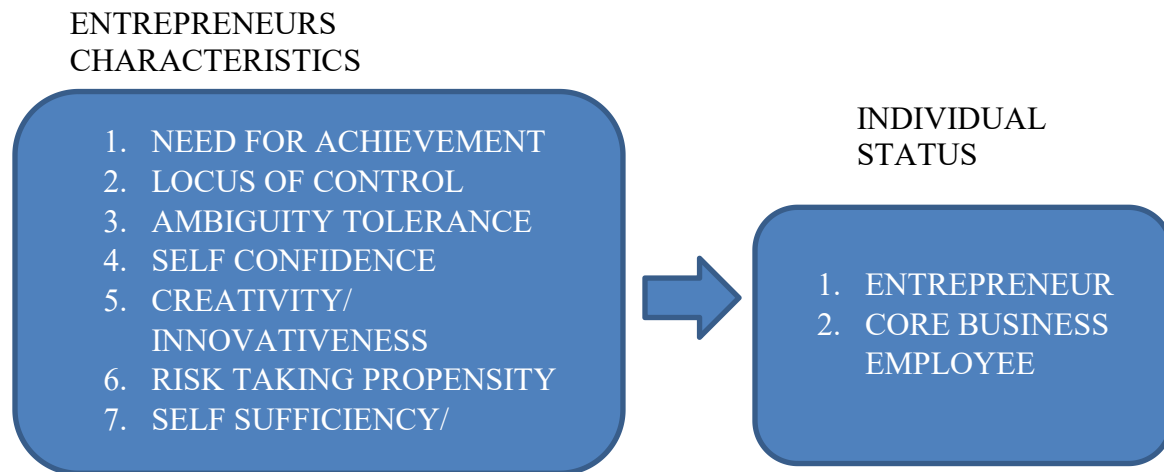 ENTREPRENEURS
CHARACTERISTICS
1. NEED FOR ACHIEVEMENT
2. LOCUS OF CONTROL
3. AMBIGUITY TOLERANCE
4. SELF CONFIDENCE
5. CREATIVITY/
INNOVATIVENESS
6. RISK TAKING PROPENSITY
7. SELF SUFFICIENCY/
INDIVIDUAL
STATUS
1. ENTREPRENEUR
2. CORE BUSINESS
EMPLOYEE